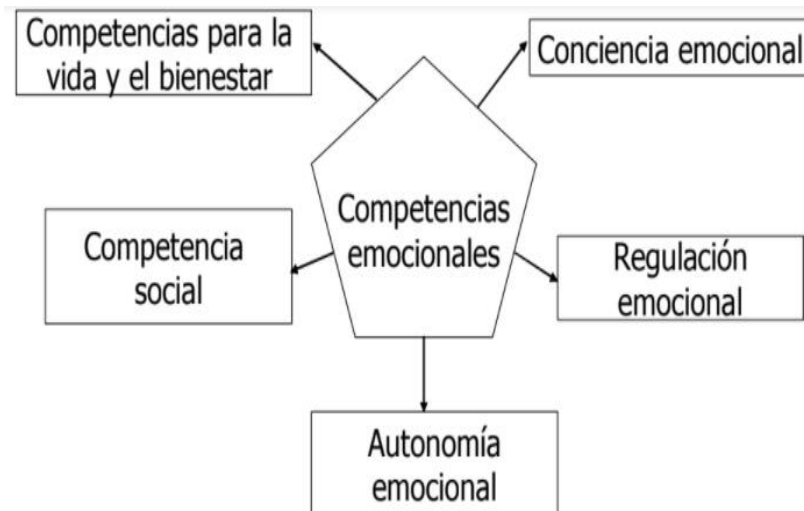 Competencias para la
vida y el bienestar
Conciencia emocional
Competencias
emocionales
Competencia
social
Regulación
emocional
Autonomía
emocional